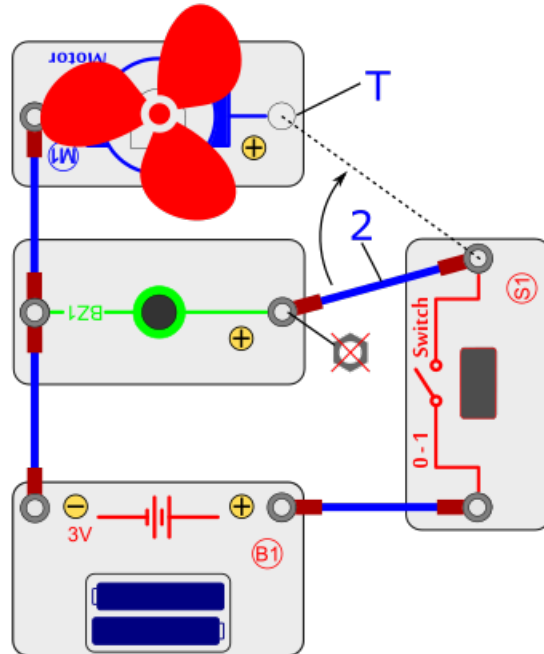 Motor
T
+
M1
2
BZ1
+
S1
Switch
0 - 1
−
+
3V
B1